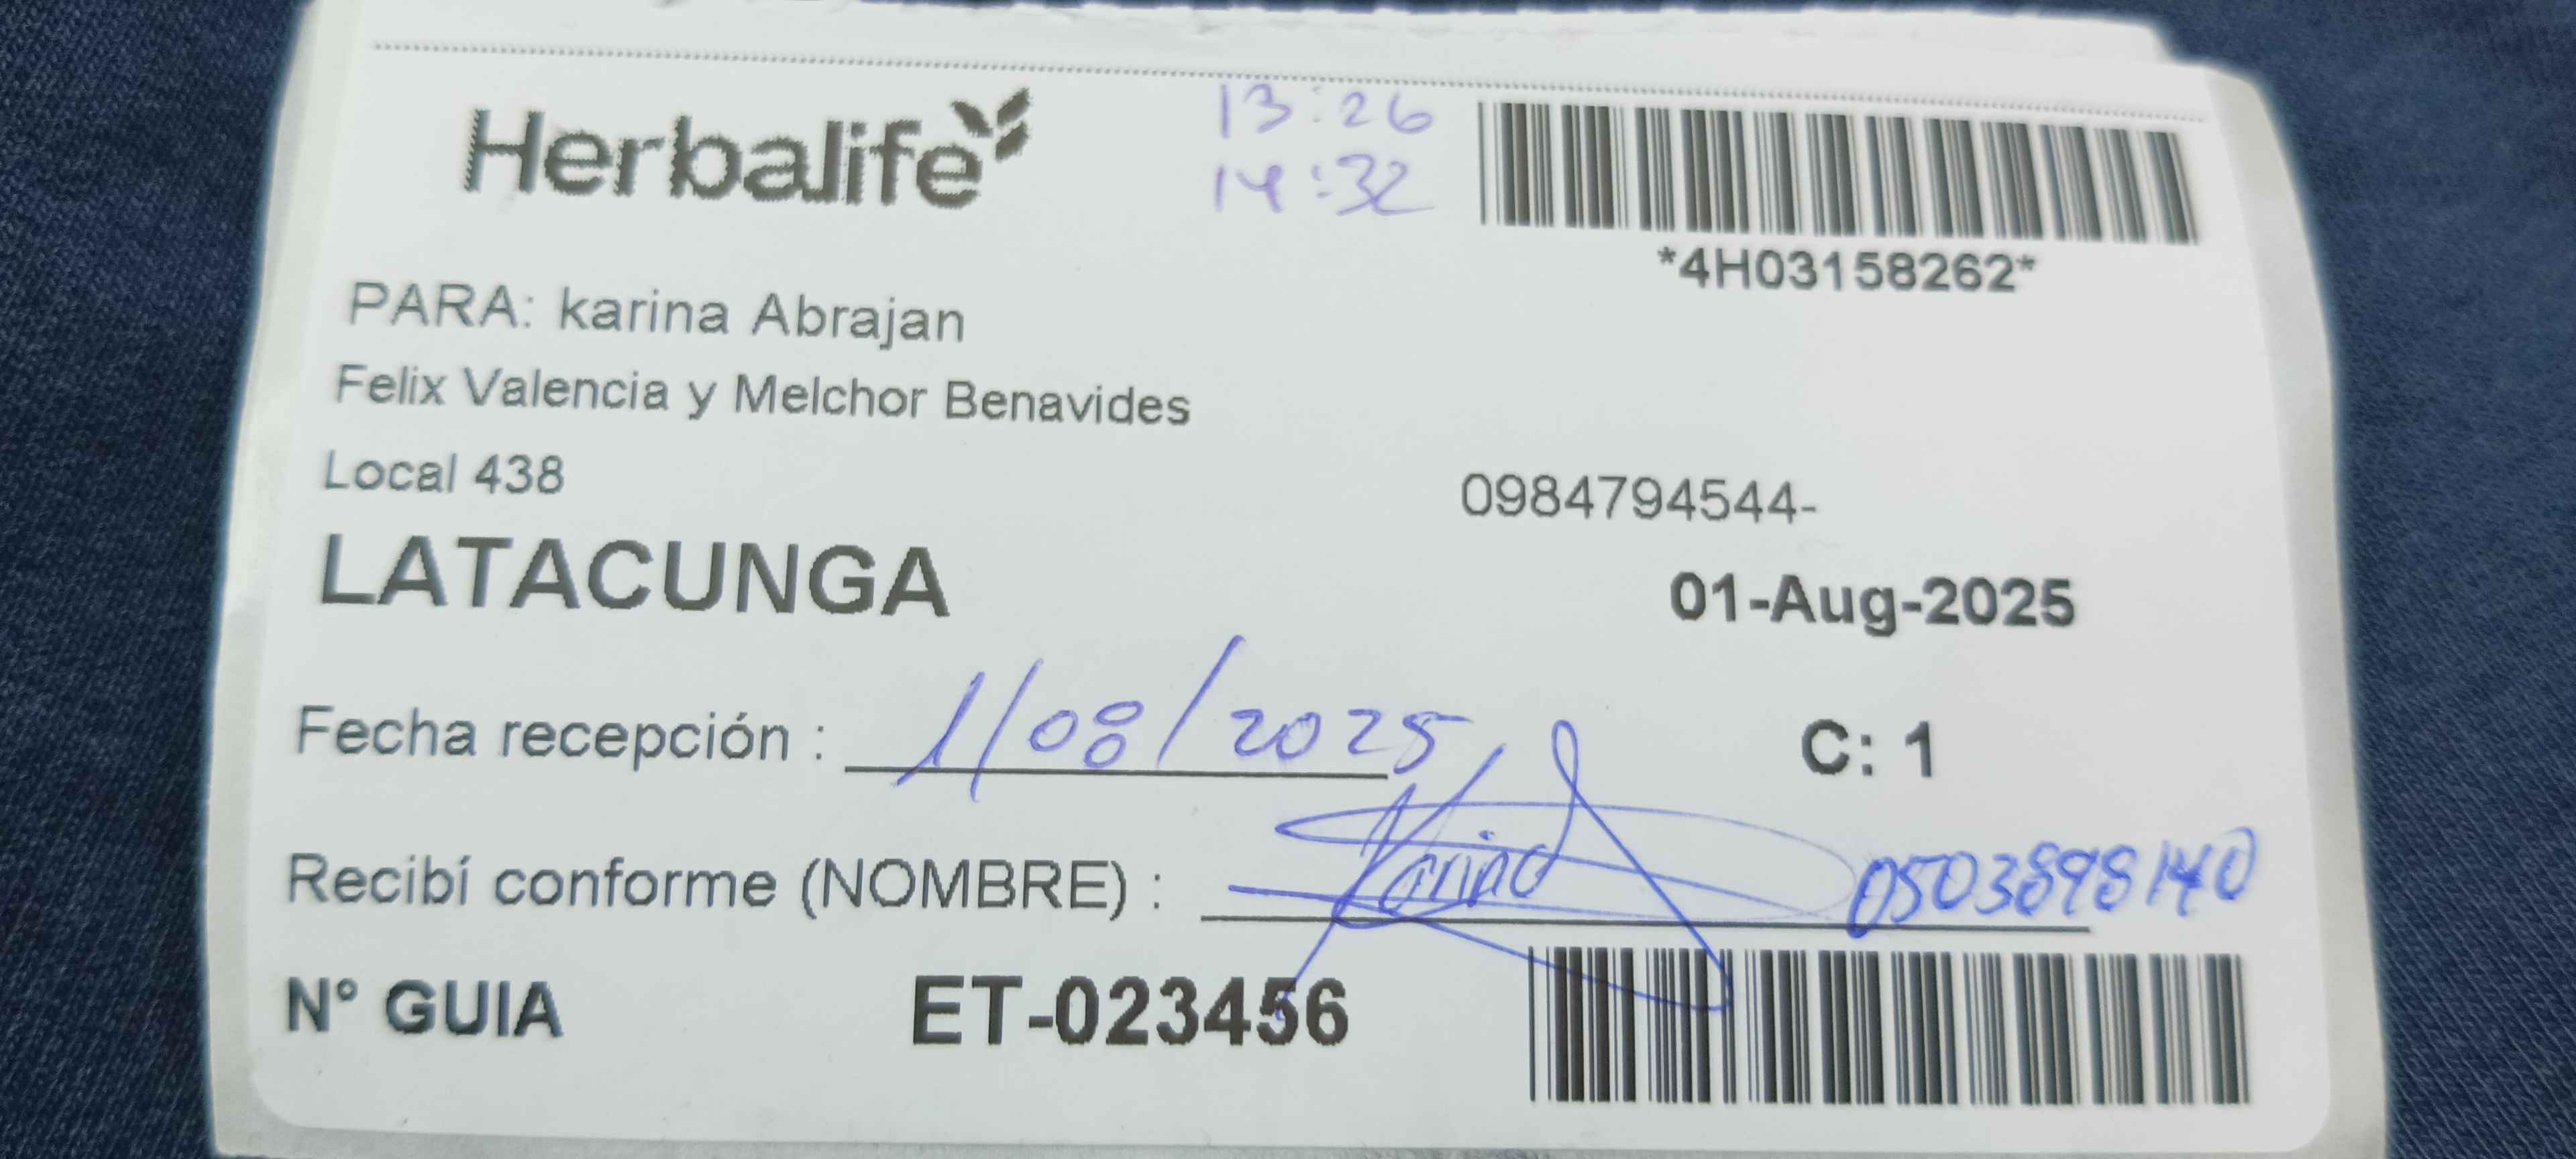 Herbalife
13:26
14:32
*4H03158262*
PARA: karina Abrajan
Felix Valencia y Melchor Benavides
Local 438
0984794544-
LATACUNGA
01-Aug-2025
Fecha recepción : 1/08/2025
C: 1
Recibí conforme (NOMBRE) : Karina 0503898140
N° GUIA ET-023456